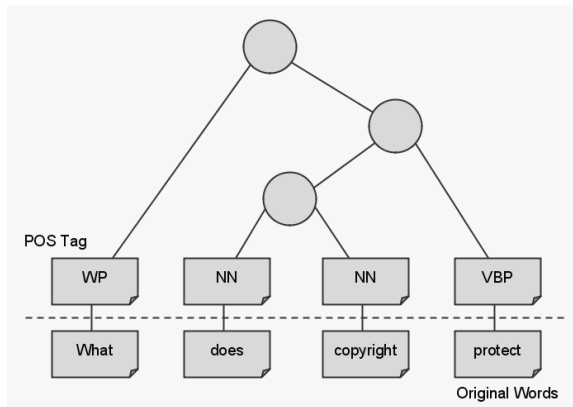 POS Tag
WP NN NN VBP
What does copyright protect
Original Words